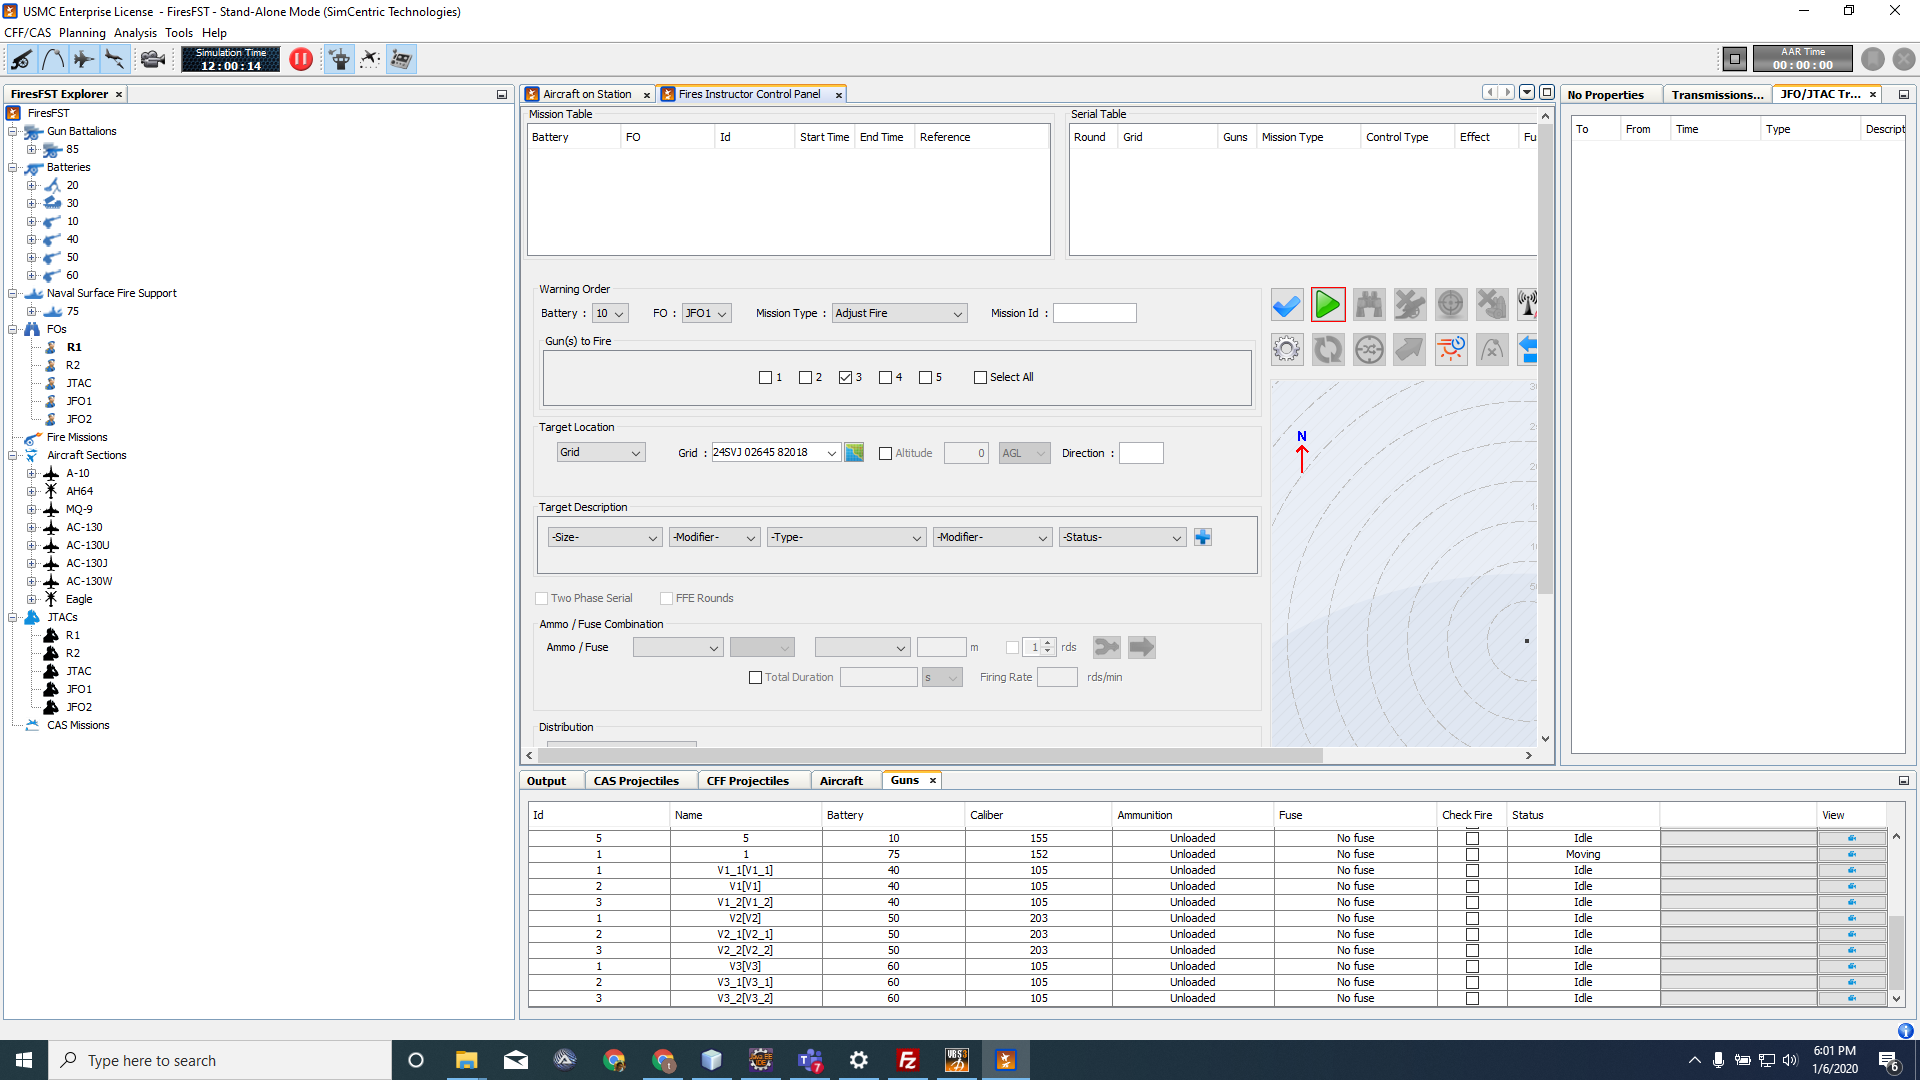 USMC Enterprise License - FiresFST - Stand-Alone Mode (SimCentric Technologies)
CFF/CAS Planning Analysis Tools Help
Simulation Time
12:00:14
AAR Time
00:00:00
FiresFST Explorer
FiresFST
Gun Battalions
85
Batteries
20
30
10
40
50
60
Naval Surface Fire Support
75
FOs
R1
R2
JTAC
JFO1
JFO2
Fire Missions
Aircraft Sections
A-10
AH64
MQ-9
AC-130
AC-130U
AC-130J
AC-130W
Eagle
JTACs
R1
R2
JTAC
JFO1
JFO2
CAS Missions
Aircraft on Station Fires Instructor Control Panel
Mission Table
Battery FO Id Start Time End Time Reference
Serial Table
Round Grid Guns Mission Type Control Type Effect Fu
Warning Order
Battery : 10 FO : JFO1 Mission Type : Adjust Fire Mission Id :
Gun(s) to Fire
1 2 3 4 5 Select All
Target Location
Grid Grid : 24SVJ 02645 82018 Altitude 0 AGL Direction :
Target Description
-Size- -Modifier- -Type- -Modifier- -Status-
Two Phase Serial FFE Rounds
Ammo / Fuse Combination
Ammo / Fuse m 1 rds
Total Duration s Firing Rate rds/min
Distribution
N
No Properties Transmissions... JFO/JTAC Tr...
To From Time Type Descript
Output CAS Projectiles CFF Projectiles Aircraft Guns
Id Name Battery Caliber Ammunition Fuse Check Fire Status View
5 5 10 155 Unloaded No fuse Idle
1 1 75 152 Unloaded No fuse Moving
1 V1_1[V1_1] 40 105 Unloaded No fuse Idle
2 V1[V1] 40 105 Unloaded No fuse Idle
3 V1_2[V1_2] 40 105 Unloaded No fuse Idle
1 V2[V2] 50 203 Unloaded No fuse Idle
2 V2_1[V2_1] 50 203 Unloaded No fuse Idle
3 V2_2[V2_2] 50 203 Unloaded No fuse Idle
1 V3[V3] 60 105 Unloaded No fuse Idle
2 V3_1[V3_1] 60 105 Unloaded No fuse Idle
3 V3_2[V3_2] 60 105 Unloaded No fuse Idle
Type here to search
6:01 PM
1/6/2020